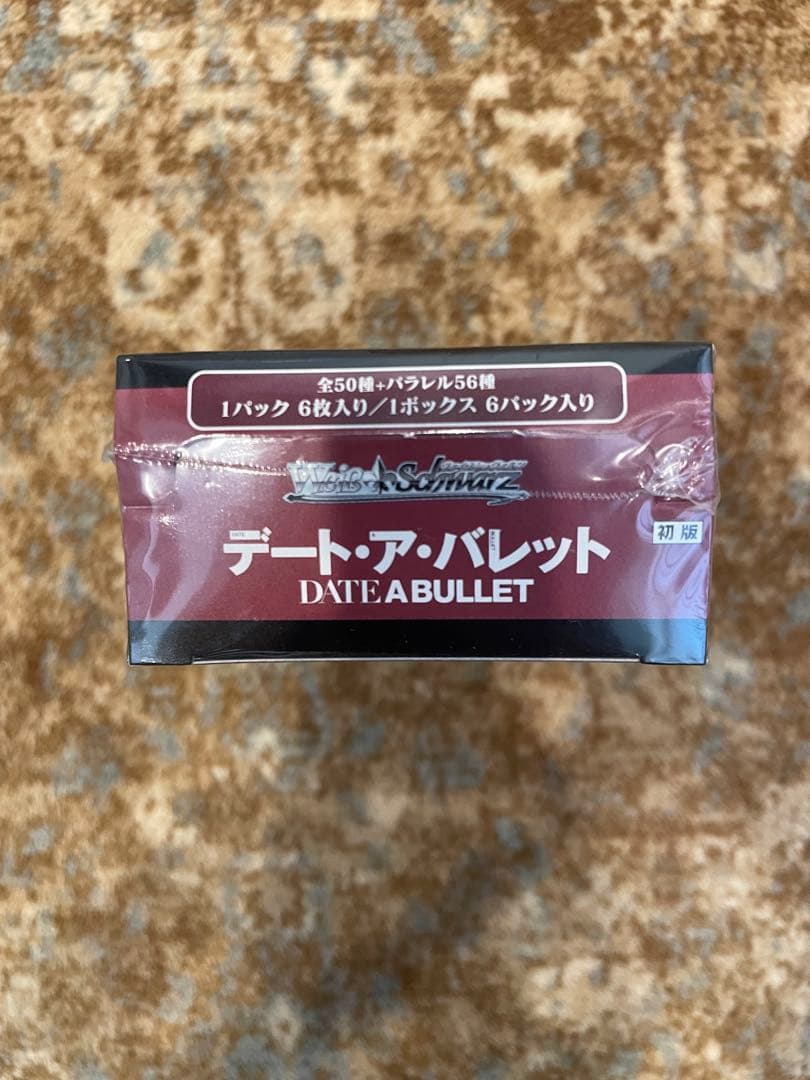 全50種+パラレル56種
1パック 6枚入り/1ボックス 6パック入り
Weiß Schwarz
デート・ア・バレット
初版
DATE A BULLET